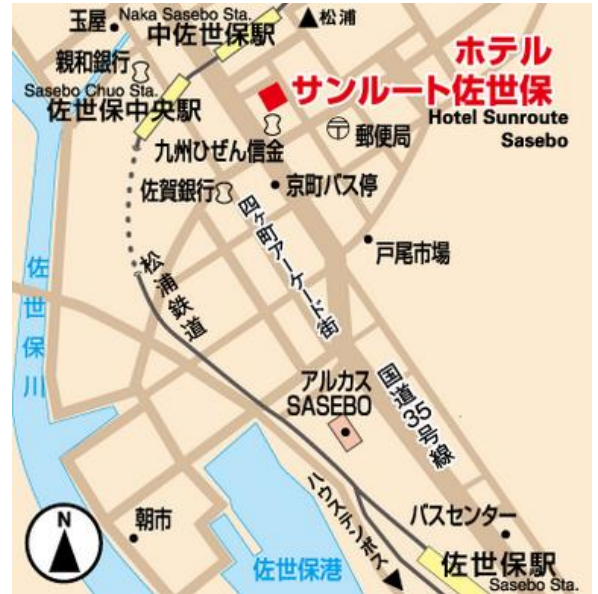 玉屋
Naka Sasebo Sta.
中佐世保駅
松浦
親和銀行
ホテル
サンルート佐世保
Hotel Sunroute
Sasebo
Sasebo Chuo Sta.
佐世保中央駅
九州ひぜん信金
郵便局
佐賀銀行
京町バス停
四ヶ町アーケード街
戸尾市場
佐世保川
松浦鉄道
アルカス
SASEBO
国道35号線
N
朝市
ハウステンボス
バスセンター
佐世保港
佐世保駅
Sasebo Sta.